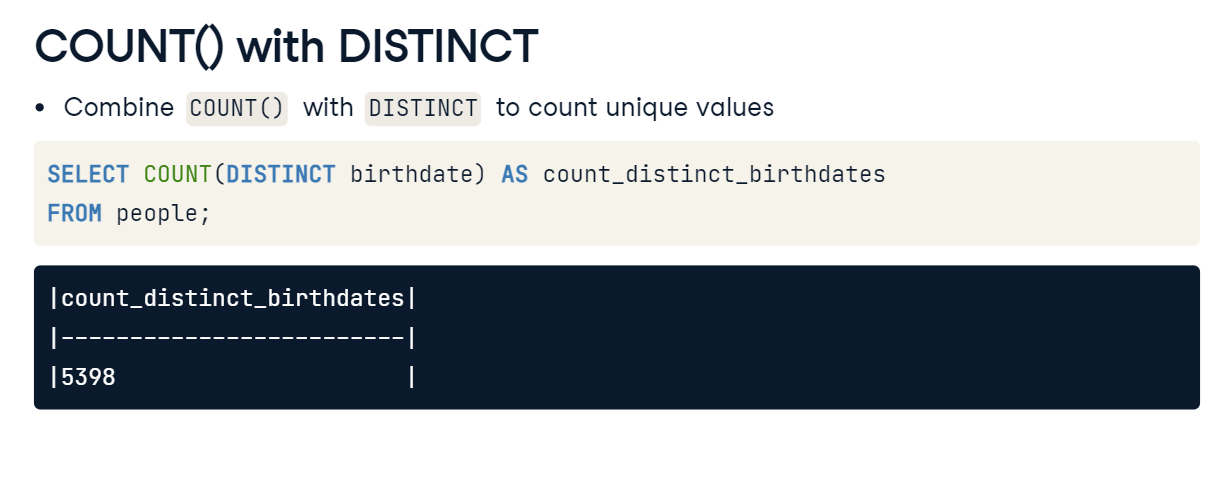 COUNT() with DISTINCT
• Combine COUNT() with DISTINCT to count unique values
SELECT COUNT(DISTINCT birthdate) AS count_distinct_birthdates
FROM people;
|count_distinct_birthdates|
|-------------------------|
|5398                     |